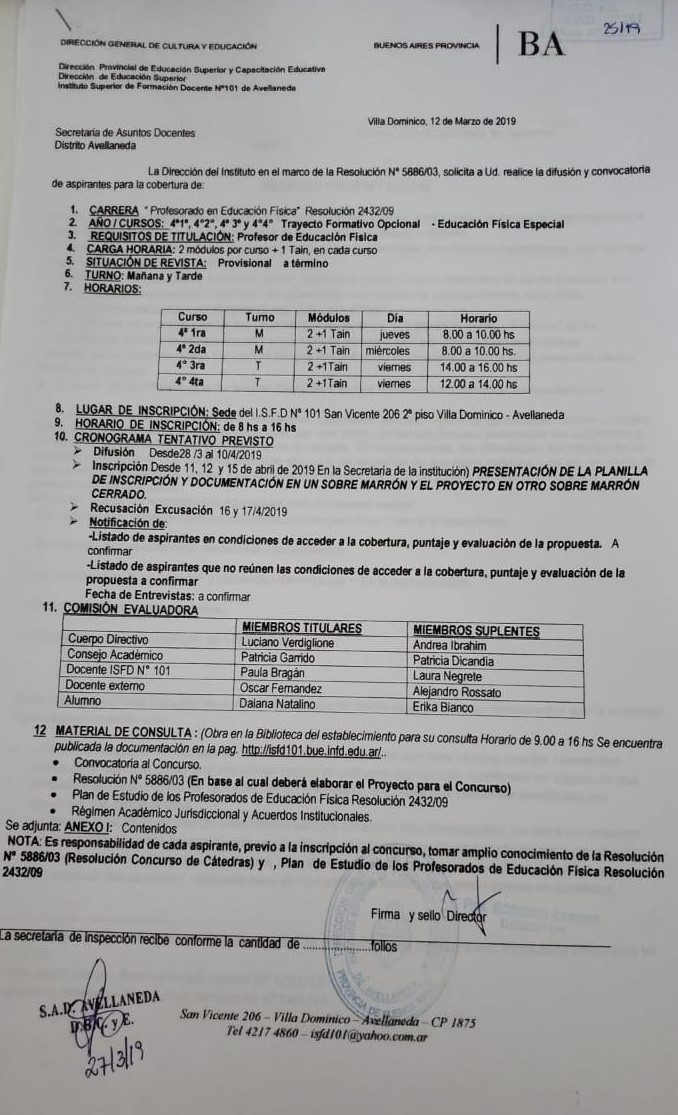 25/19
DIRECCIÓN GENERAL DE CULTURA Y EDUCACIÓN
BUENOS AIRES PROVINCIA
BA
Dirección Provincial de Educación Superior y Capacitación Educativa
Dirección de Educación Superior
Instituto Superior de Formación Docente Nº101 de Avellaneda
Villa Dominico, 12 de Marzo de 2019
Secretaria de Asuntos Docentes
Distrito Avellaneda
La Dirección del Instituto en el marco de la Resolución N° 5886/03, solicita a Ud. realice la difusión y convocatoria
de aspirantes para la cobertura de:
1. CARRERA "Profesorado en Educación Física" Resolución 2432/09
2. AÑO / CURSOS: 4º1º, 4º2º, 4º 3º y 4º4º Trayecto Formativo Opcional - Educación Física Especial
3. REQUISITOS DE TITULACIÓN: Profesor de Educación Física
4. CARGA HORARIA: 2 módulos por curso + 1 Tain, en cada curso
5. SITUACIÓN DE REVISTA: Provisional a término
6. TURNO: Mañana y Tarde
7. HORARIOS:
Curso Turno Módulos Día Horario
4º 1ra M 2 +1 Tain jueves 8.00 a 10.00 hs
4º 2da M 2 +1 Tain miércoles 8.00 a 10.00 hs.
4º 3ra T 2 +1Tain viernes 14.00 a 16.00 hs
4º 4ta T 2 +1Tain viernes 12.00 a 14.00 hs
8. LUGAR DE INSCRIPCIÓN: Sede del I.S.F.D N° 101 San Vicente 206 2º piso Villa Dominico - Avellaneda
9. HORARIO DE INSCRIPCIÓN: de 8 hs a 16 hs
10. CRONOGRAMA TENTATIVO PREVISTO
➤ Difusión Desde28 /3 al 10/4/2019
➤ Inscripción Desde 11, 12 y 15 de abril de 2019 En la Secretaria de la institución) PRESENTACIÓN DE LA PLANILLA
DE INSCRIPCIÓN Y DOCUMENTACIÓN EN UN SOBRE MARRÓN Y EL PROYECTO EN OTRO SOBRE MARRÓN
CERRADO.
➤ Recusación Excusación 16 y 17/4/2019
➤ Notificación de:
-Listado de aspirantes en condiciones de acceder a la cobertura, puntaje y evaluación de la propuesta. A
confirmar
-Listado de aspirantes que no reúnen las condiciones de acceder a la cobertura, puntaje y evaluación de la
propuesta a confirmar
Fecha de Entrevistas: a confirmar
11. COMISIÓN EVALUADORA
MIEMBROS TITULARES MIEMBROS SUPLENTES
Cuerpo Directivo Luciano Verdiglione Andrea Ibrahim
Consejo Académico Patricia Garrido Patricia Dicandia
Docente ISFD N° 101 Paula Bragán Laura Negrete
Docente externo Oscar Fernandez Alejandro Rossato
Alumno Daiana Natalino Erika Bianco
12 MATERIAL DE CONSULTA : (Obra en la Biblioteca del establecimiento para su consulta Horario de 9.00 a 16 hs Se encuentra
publicada la documentación en la pag. http://isfd101.bue.infd.edu.ar/..
• Convocatoria al Concurso.
• Resolución N° 5886/03 (En base al cual deberá elaborar el Proyecto para el Concurso)
• Plan de Estudio de los Profesorados de Educación Física Resolución 2432/09
• Régimen Académico Jurisdiccional y Acuerdos Institucionales.
Se adjunta: ANEXO I: Contenidos
NOTA: Es responsabilidad de cada aspirante, previo a la inscripción al concurso, tomar amplio conocimiento de la Resolución
Nº 5886/03 (Resolución Concurso de Cátedras) y , Plan de Estudio de los Profesorados de Educación Física Resolución
2432/09
Firma y sello Director
La secretaria de Inspección recibe conforme la cantidad de .....................folios
S.A.D. AVELLANEDA
D.G.C. y E.
27/3/19
San Vicente 206 – Villa Dominico – Avellaneda – CP 1875
Tel 4217 4860 – isfd101@yahoo.com.ar